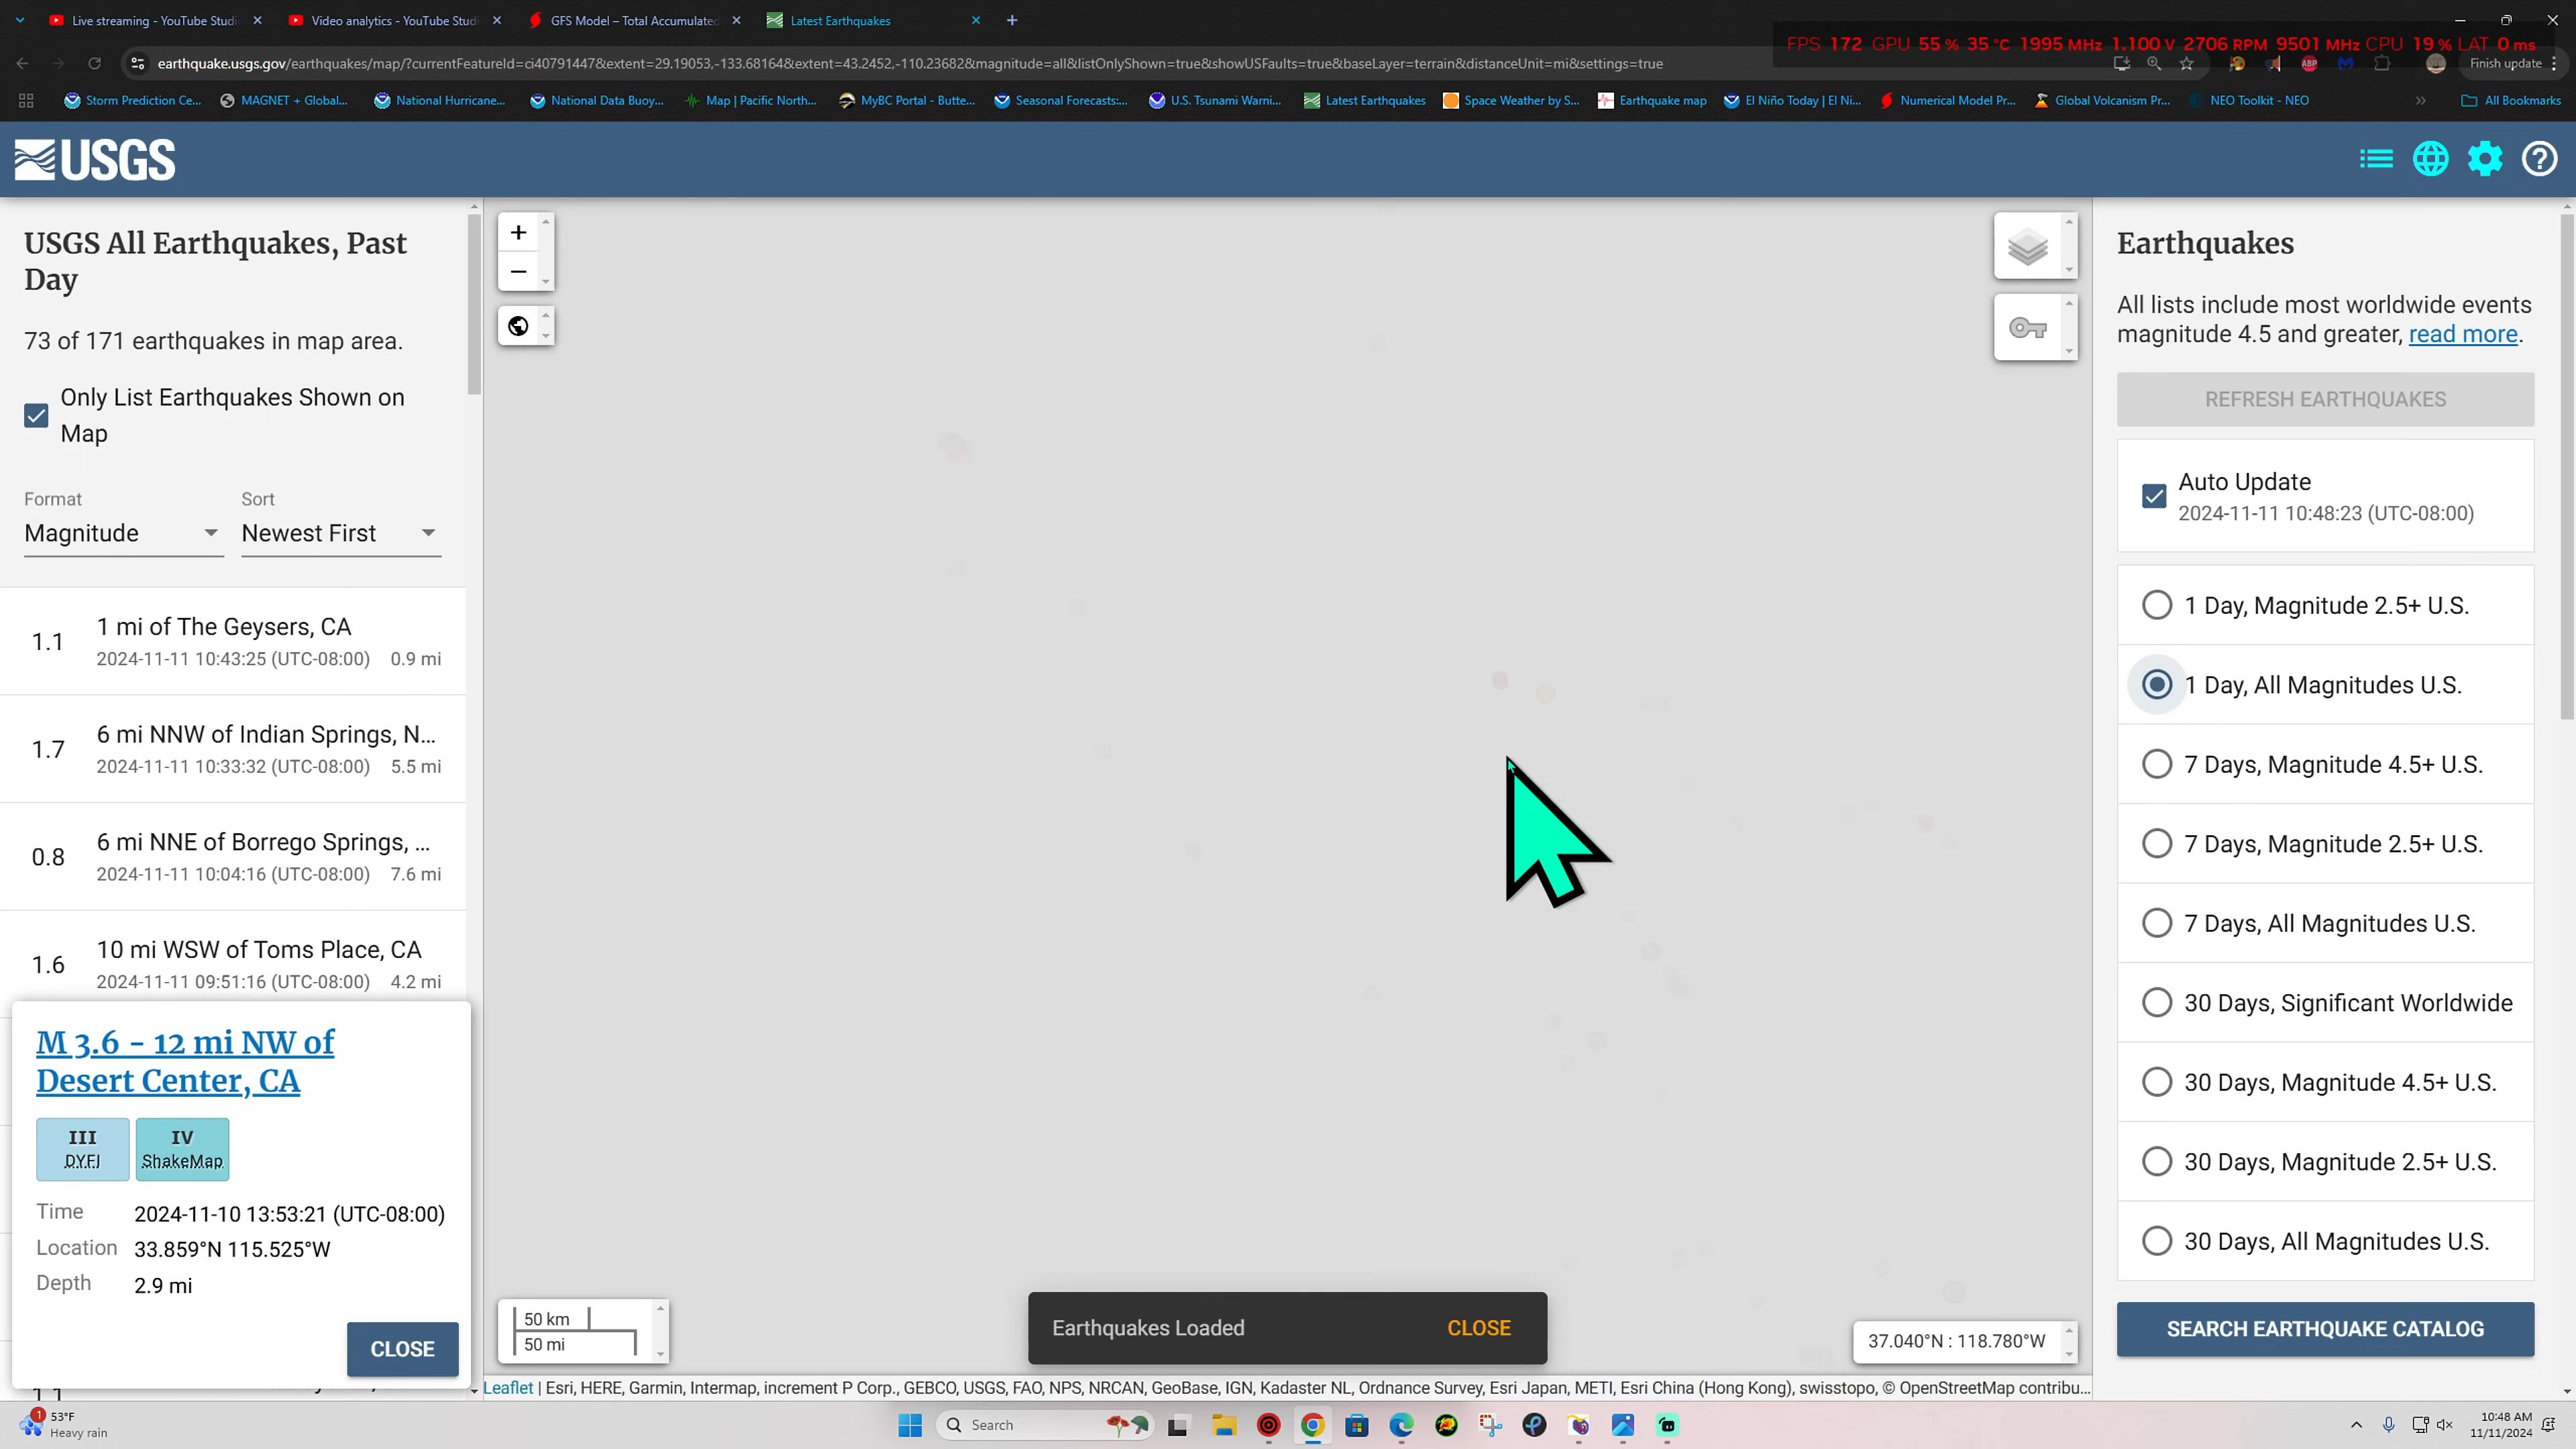 Live streaming - YouTube Studi
Video analytics - YouTube Studi
GFS Model – Total Accumulated
Latest Earthquakes
FPS 172 GPU 55 % 35 °C 1995 MHz 1.100 V 2706 RPM 9501 MHz CPU 19 % LAT 0 ms
earthquake.usgs.gov/earthquakes/map/?currentFeatureId=ci40791447&extent=29.19053,-133.68164&extent=43.2452,-110.23682&magnitude=all&listOnlyShown=true&showUSFaults=true&baseLayer=terrain&distanceUnit=mi&settings=true
Finish update
Storm Prediction Ce...
MAGNET + Global...
National Hurricane...
National Data Buoy...
Map | Pacific North...
MyBC Portal - Butte...
Seasonal Forecasts:...
U.S. Tsunami Warni...
Latest Earthquakes
Space Weather by S...
Earthquake map
El Niño Today | El Ni...
Numerical Model Pr...
Global Volcanism Pr...
NEO Toolkit - NEO
All Bookmarks
USGS
USGS All Earthquakes, Past
Day
73 of 171 earthquakes in map area.
Only List Earthquakes Shown on
Map
Format
Sort
Magnitude
Newest First
1.1
1 mi of The Geysers, CA
2024-11-11 10:43:25 (UTC-08:00) 0.9 mi
1.7
6 mi NNW of Indian Springs, N...
2024-11-11 10:33:32 (UTC-08:00) 5.5 mi
0.8
6 mi NNE of Borrego Springs, ...
2024-11-11 10:04:16 (UTC-08:00) 7.6 mi
1.6
10 mi WSW of Toms Place, CA
2024-11-11 09:51:16 (UTC-08:00) 4.2 mi
M 3.6 - 12 mi NW of
Desert Center, CA
III
DYFI
IV
ShakeMap
Time 2024-11-10 13:53:21 (UTC-08:00)
Location 33.859°N 115.525°W
Depth 2.9 mi
CLOSE
1.1
+
−
50 km
50 mi
Earthquakes Loaded CLOSE
37.040°N : 118.780°W
Leaflet | Esri, HERE, Garmin, Intermap, increment P Corp., GEBCO, USGS, FAO, NPS, NRCAN, GeoBase, IGN, Kadaster NL, Ordnance Survey, Esri Japan, METI, Esri China (Hong Kong), swisstopo, © OpenStreetMap contribu...
Earthquakes
All lists include most worldwide events
magnitude 4.5 and greater, read more.
REFRESH EARTHQUAKES
Auto Update
2024-11-11 10:48:23 (UTC-08:00)
1 Day, Magnitude 2.5+ U.S.
1 Day, All Magnitudes U.S.
7 Days, Magnitude 4.5+ U.S.
7 Days, Magnitude 2.5+ U.S.
7 Days, All Magnitudes U.S.
30 Days, Significant Worldwide
30 Days, Magnitude 4.5+ U.S.
30 Days, Magnitude 2.5+ U.S.
30 Days, All Magnitudes U.S.
SEARCH EARTHQUAKE CATALOG
1
53°F
Heavy rain
Search
10:48 AM
11/11/2024